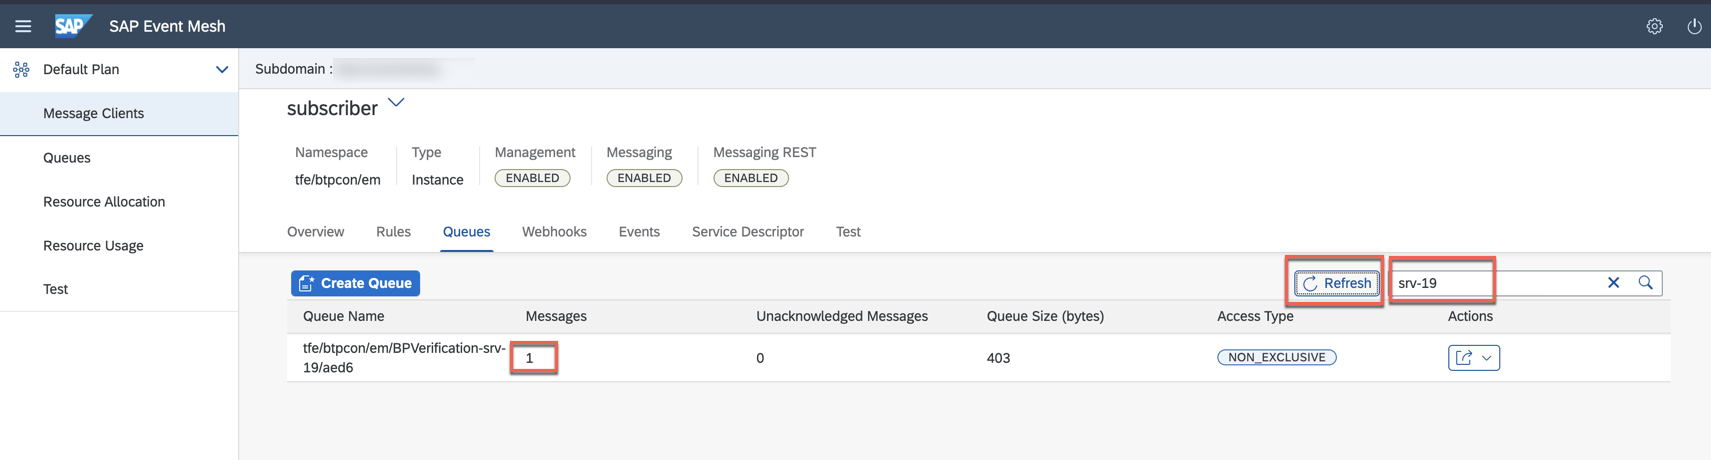 SAP SAP Event Mesh
Default Plan
Message Clients
Queues
Resource Allocation
Resource Usage
Test
Subdomain :
subscriber
Namespace Type Management Messaging Messaging REST
tfe/btpcon/em Instance ENABLED ENABLED ENABLED
Overview Rules Queues Webhooks Events Service Descriptor Test
Create Queue Refresh srv-19
Queue Name Messages Unacknowledged Messages Queue Size (bytes) Access Type Actions
tfe/btpcon/em/BPVerification-srv-
19/aed6 1 0 403 NON_EXCLUSIVE